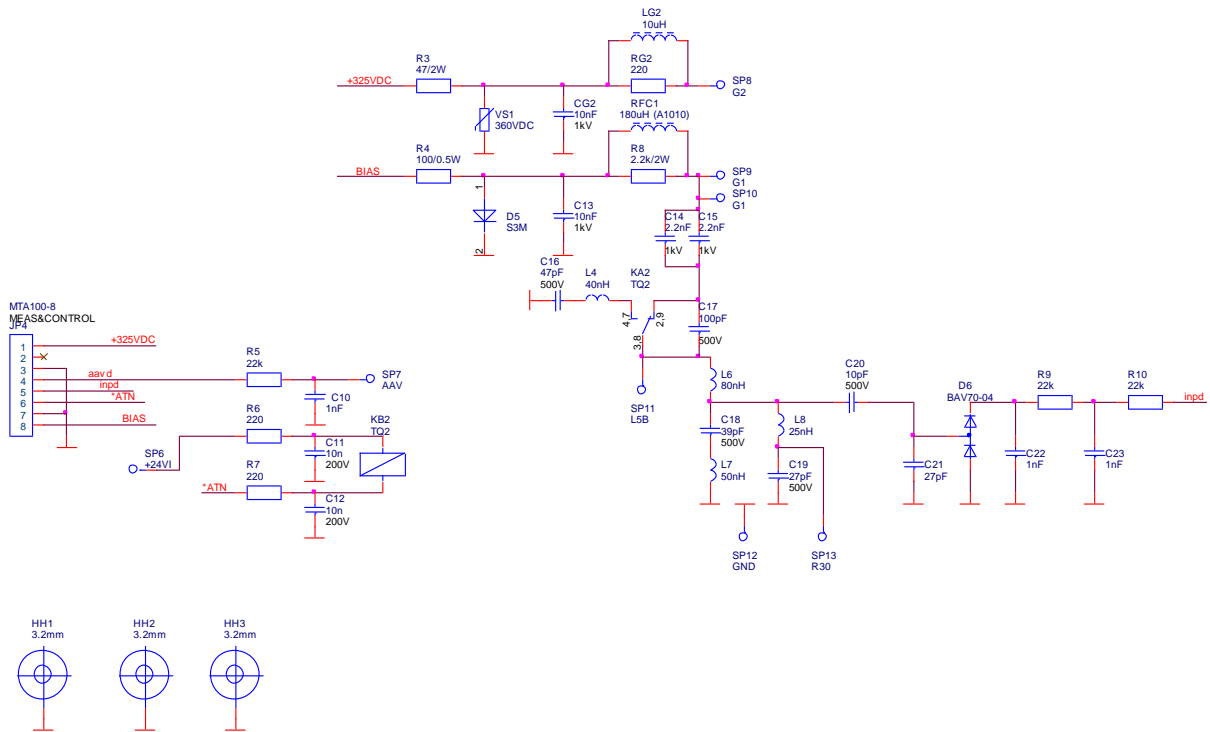 LG2
10uH
R3
47/2W
RG2
220
+325VDC
SP8
G2
VS1
360VDC
CG2
10nF
1kV
RFC1
180uH (A1010)
R4
100/0.5W
R8
2.2k/2W
BIAS
SP9
G1
SP10
G1
1
D5
S3M
2
C13
10nF
1kV
C14
2.2nF
1kV
C15
2.2nF
1kV
C16
47pF
500V
L4
40nH
KA2
TQ2
4,7
2,9
3,8
C17
100pF
500V
MTA100-8
MEAS&CONTROL
JP4
1
2
3
4
5
6
7
8
+325VDC
aavd
inpd
*ATN
BIAS
R5
22k
SP7
AAV
C10
1nF
R6
220
KB2
TQ2
SP6
+24VI
C11
10n
200V
R7
220
*ATN
C12
10n
200V
SP11
L5B
L6
80nH
C20
10pF
500V
D6
BAV70-04
R9
22k
R10
22k
inpd
C18
39pF
500V
L8
25nH
L7
50nH
C19
27pF
500V
C21
27pF
C22
1nF
C23
1nF
SP12
GND
SP13
R30
HH1
3.2mm
HH2
3.2mm
HH3
3.2mm